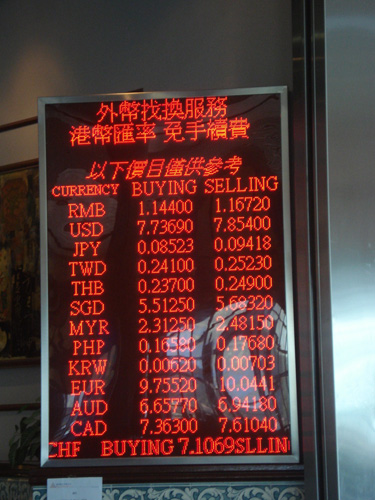 外幣找換服務
港幣匯率 免手續費
以下價目僅供參考
CURRENCY BUYING SELLING
RMB 1.14400 1.16720
USD 7.73690 7.85400
JPY 0.08523 0.09418
TWD 0.24100 0.25230
THB 0.23700 0.24900
SGD 5.51250 5.68320
MYR 2.31250 2.48150
PHP 0.16580 0.17680
KRW 0.00620 0.00703
EUR 9.75520 10.0441
AUD 6.65770 6.94180
CAD 7.36300 7.61040
CHF BUYING 7.1069SLLIN